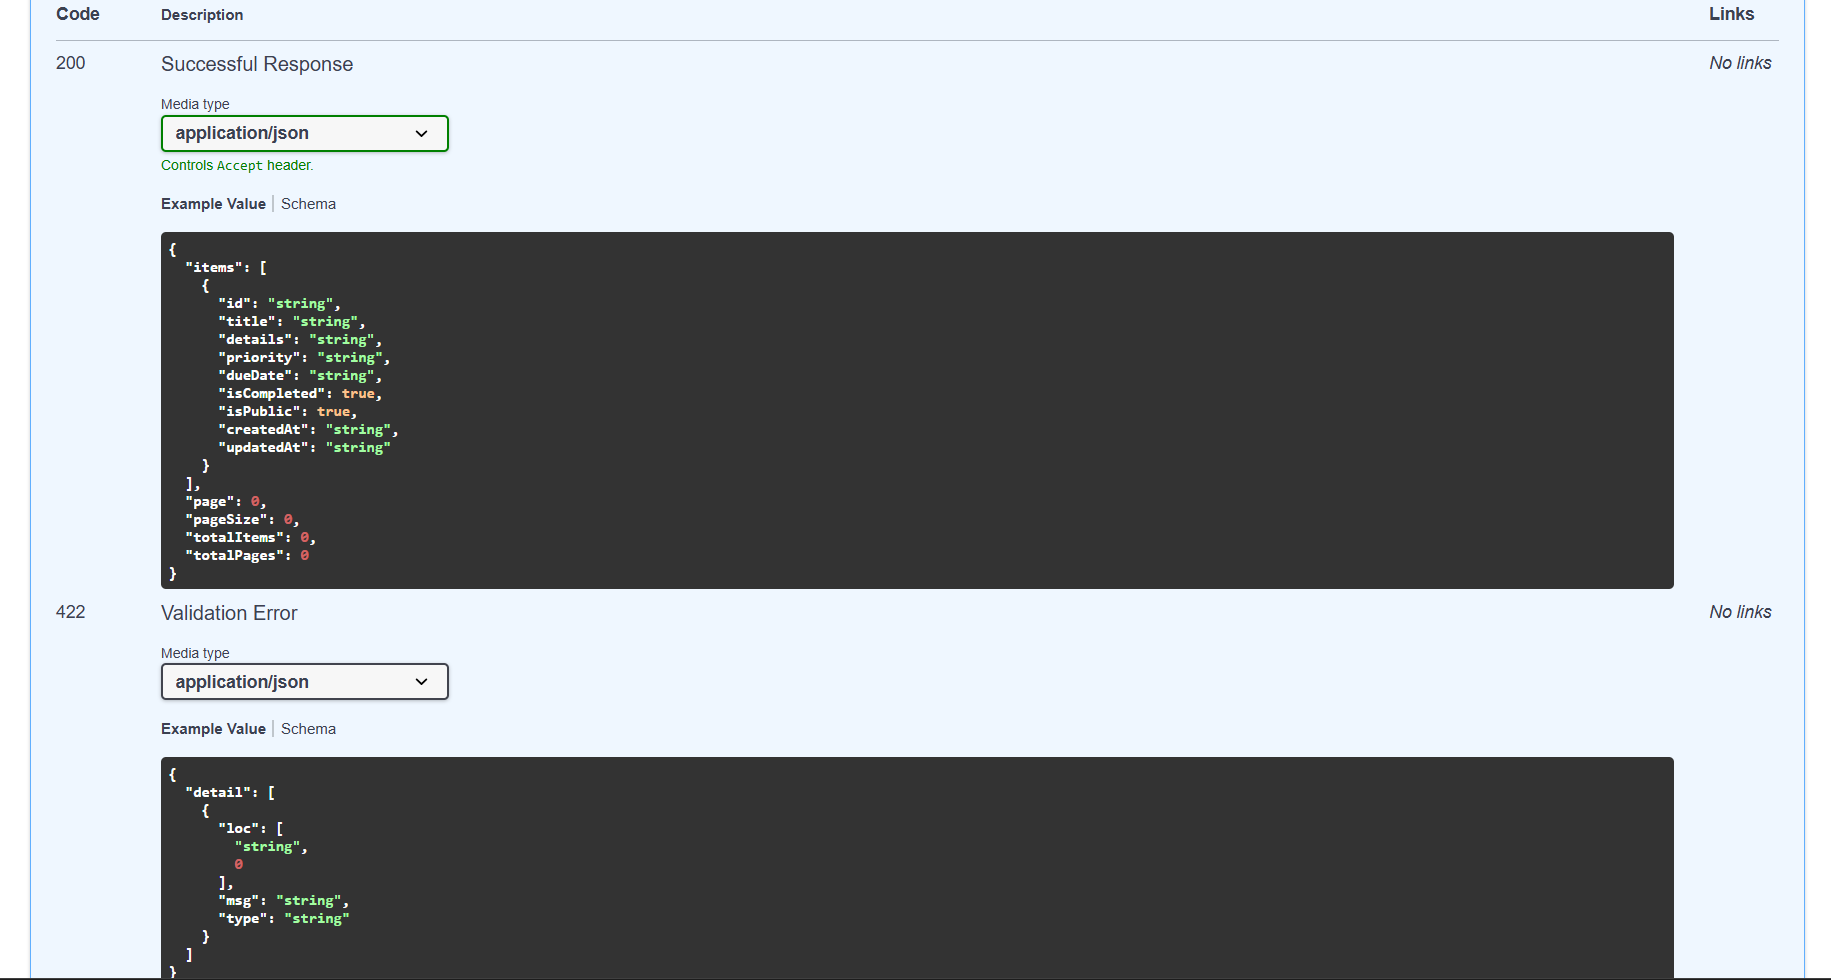 Code Description Links
200 Successful Response No links
Media type
application/json
Controls Accept header.
Example Value Schema
{
  "items": [
    {
      "id": "string",
      "title": "string",
      "details": "string",
      "priority": "string",
      "dueDate": "string",
      "isCompleted": true,
      "isPublic": true,
      "createdAt": "string",
      "updatedAt": "string"
    }
  ],
  "page": 0,
  "pageSize": 0,
  "totalItems": 0,
  "totalPages": 0
}
422 Validation Error No links
Media type
application/json
Example Value Schema
{
  "detail": [
    {
      "loc": [
        "string",
        0
      ],
      "msg": "string",
      "type": "string"
    }
  ]
}